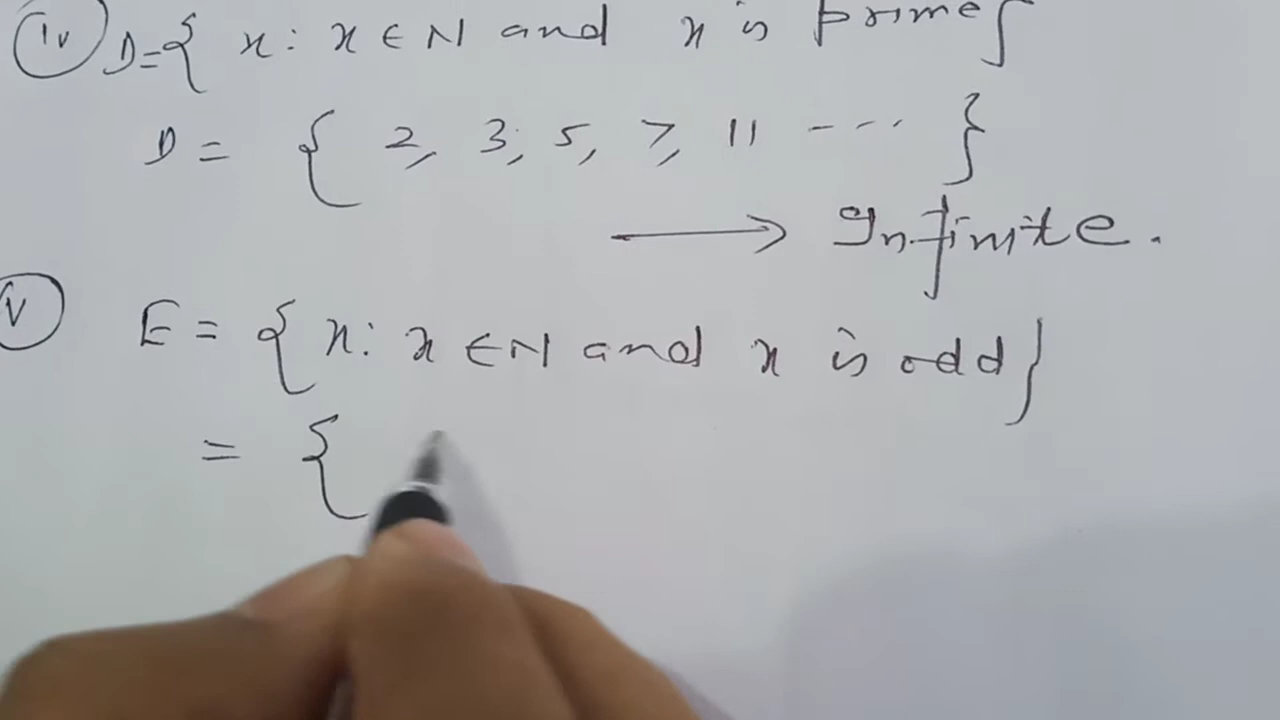 (iv) D={ x: x ∈ N and x is prime}
D = { 2, 3, 5, 7, 11 --- }
⟶ Infinite.
(v) E = { x: x ∈ N and x is odd}
= {